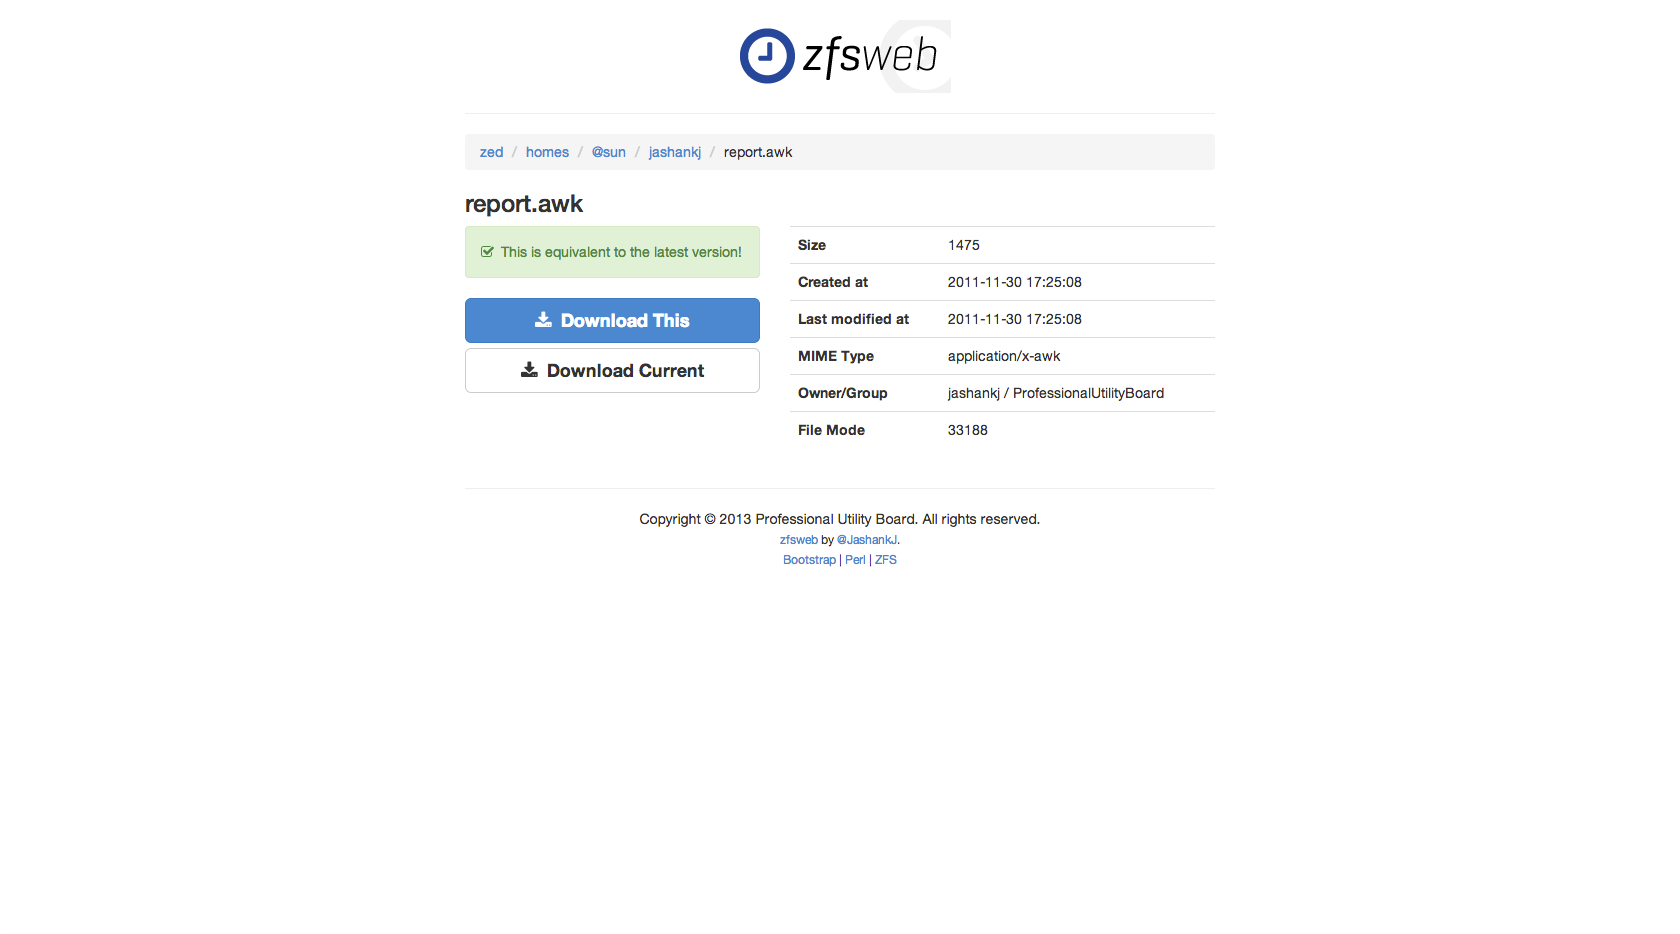 zfsweb
zed / homes / @sun / jashankj / report.awk
report.awk
This is equivalent to the latest version!
Download This
Download Current
Size 1475
Created at 2011-11-30 17:25:08
Last modified at 2011-11-30 17:25:08
MIME Type application/x-awk
Owner/Group jashankj / ProfessionalUtilityBoard
File Mode 33188
Copyright © 2013 Professional Utility Board. All rights reserved.
zfsweb by @JashankJ.
Bootstrap | Perl | ZFS